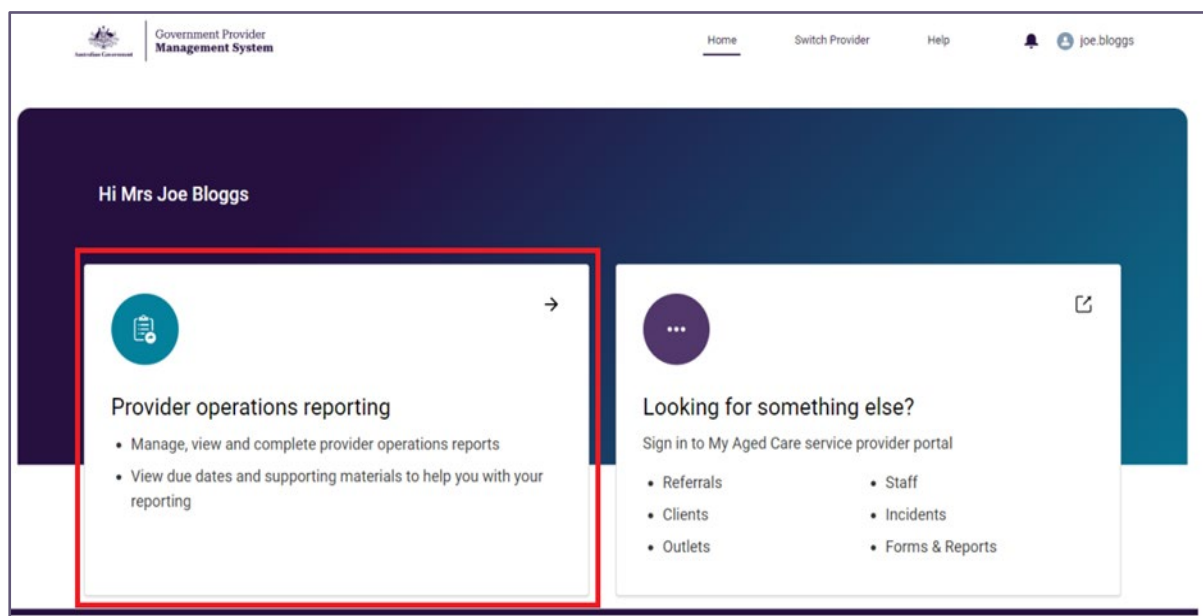 Australian Government
Government Provider
Management System
Home
Switch Provider
Help
joe.bloggs
Hi Mrs Joe Bloggs
Provider operations reporting
• Manage, view and complete provider operations reports
• View due dates and supporting materials to help you with your
reporting
Looking for something else?
Sign in to My Aged Care service provider portal
• Referrals
• Clients
• Outlets
• Staff
• Incidents
• Forms & Reports